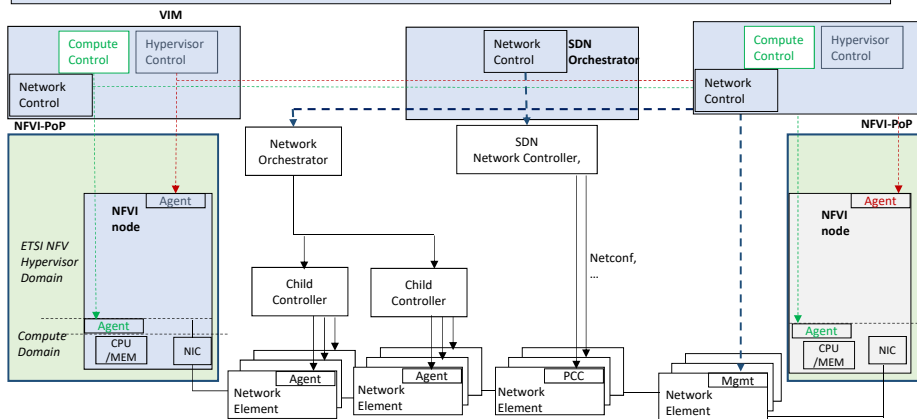 VIM
Compute
Control
Hypervisor
Control
Network
Control
Network
Control
SDN
Orchestrator
Compute
Control
Hypervisor
Control
Network
Control
NFVI-PoP
NFVI-PoP
Network
Orchestrator
SDN
Network Controller,
Agent
NFVI
node
ETSI NFV
Hypervisor
Domain
Agent
NFVI
node
Netconf,
...
Child
Controller
Child
Controller
Agent
Compute
Domain
CPU
/MEM
NIC
Agent
CPU
/MEM
NIC
Agent
Network
Element
Agent
Network
Element
PCC
Network
Element
Mgmt
Network
Element